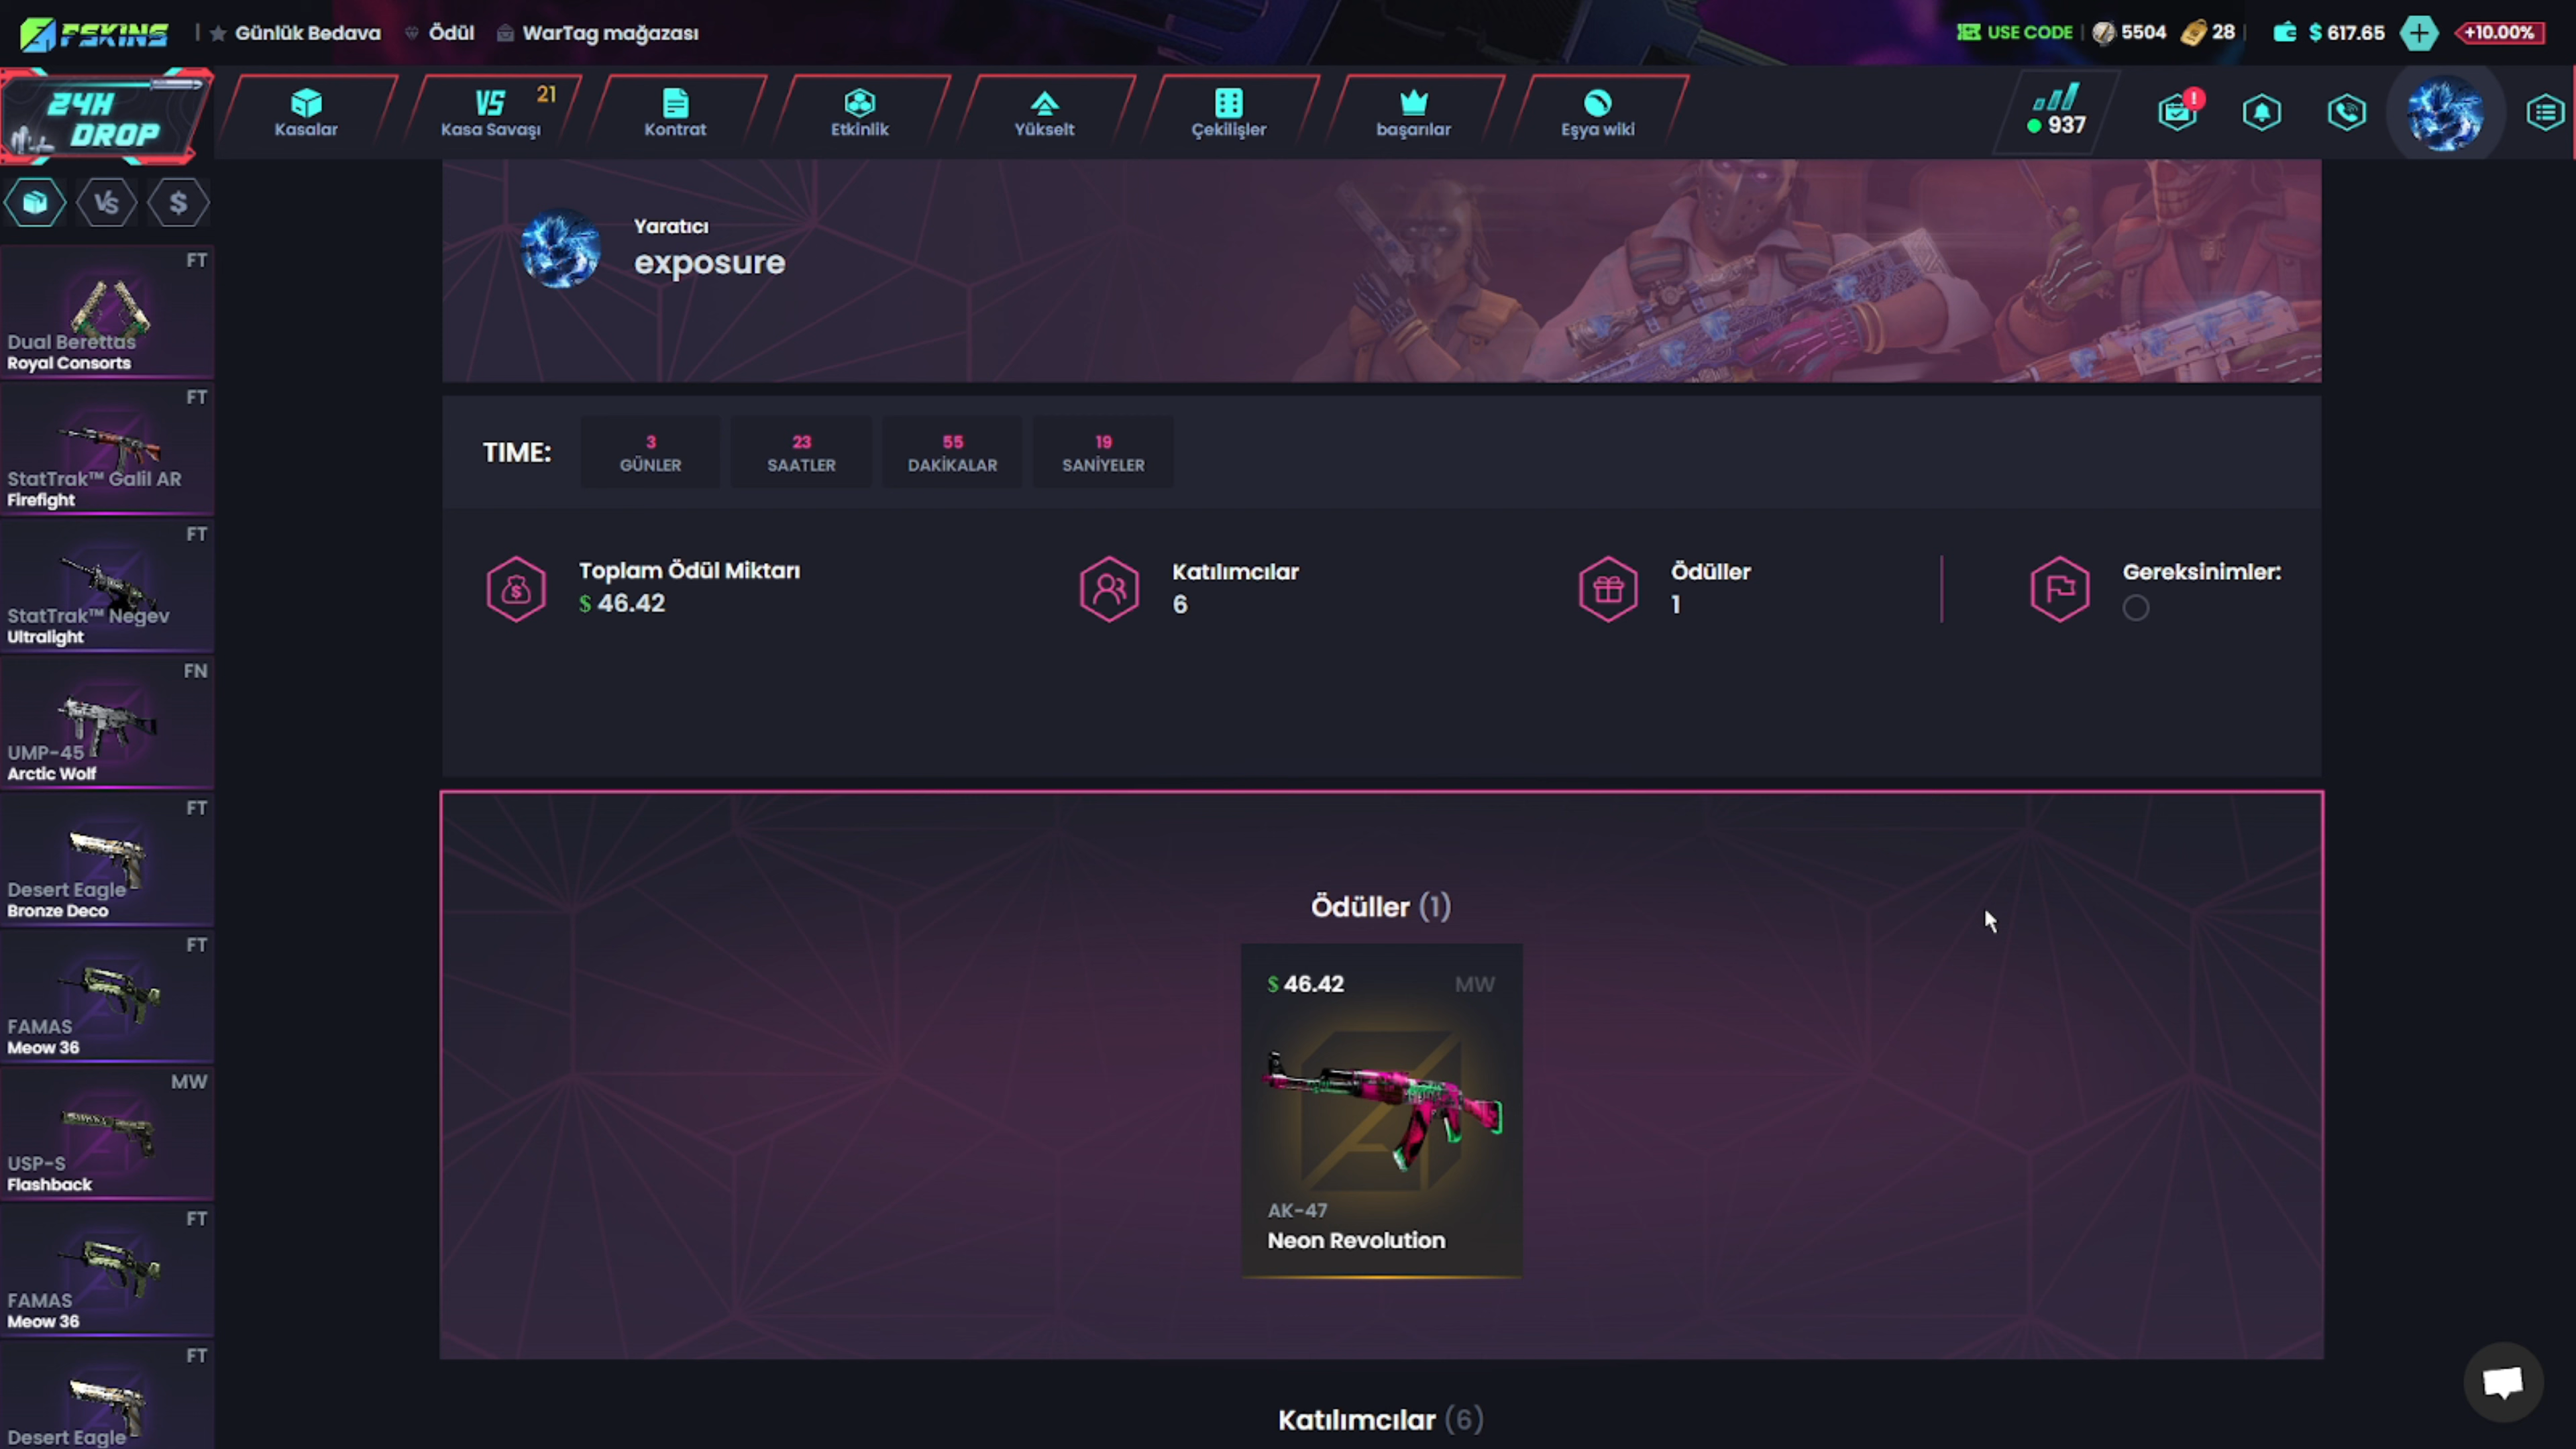 FSKINS
Günlük Bedava
Ödül
WarTag mağazası
USE CODE
5504
28
$ 617.65
+10.00%
24H
DROP
Kasalar
VS
21
Kasa Savaşı
Kontrat
Etkinlik
Yükselt
Çekilişler
başarılar
Eşya wiki
937
VS
$
FT
Dual Berettas
Royal Consorts
FT
StatTrak™ Galil AR
Firefight
FT
StatTrak™ Negev
Ultralight
FN
UMP-45
Arctic Wolf
FT
Desert Eagle
Bronze Deco
FT
FAMAS
Meow 36
MW
USP-S
Flashback
FT
FAMAS
Meow 36
FT
Desert Eagle
Yaratıcı
exposure
TIME:
3
GÜNLER
23
SAATLER
55
DAKİKALAR
19
SANİYELER
Toplam Ödül Miktarı
$ 46.42
Katılımcılar
6
Ödüller
1
Gereksinimler:
Ödüller (1)
$ 46.42
MW
AK-47
Neon Revolution
Katılımcılar (6)